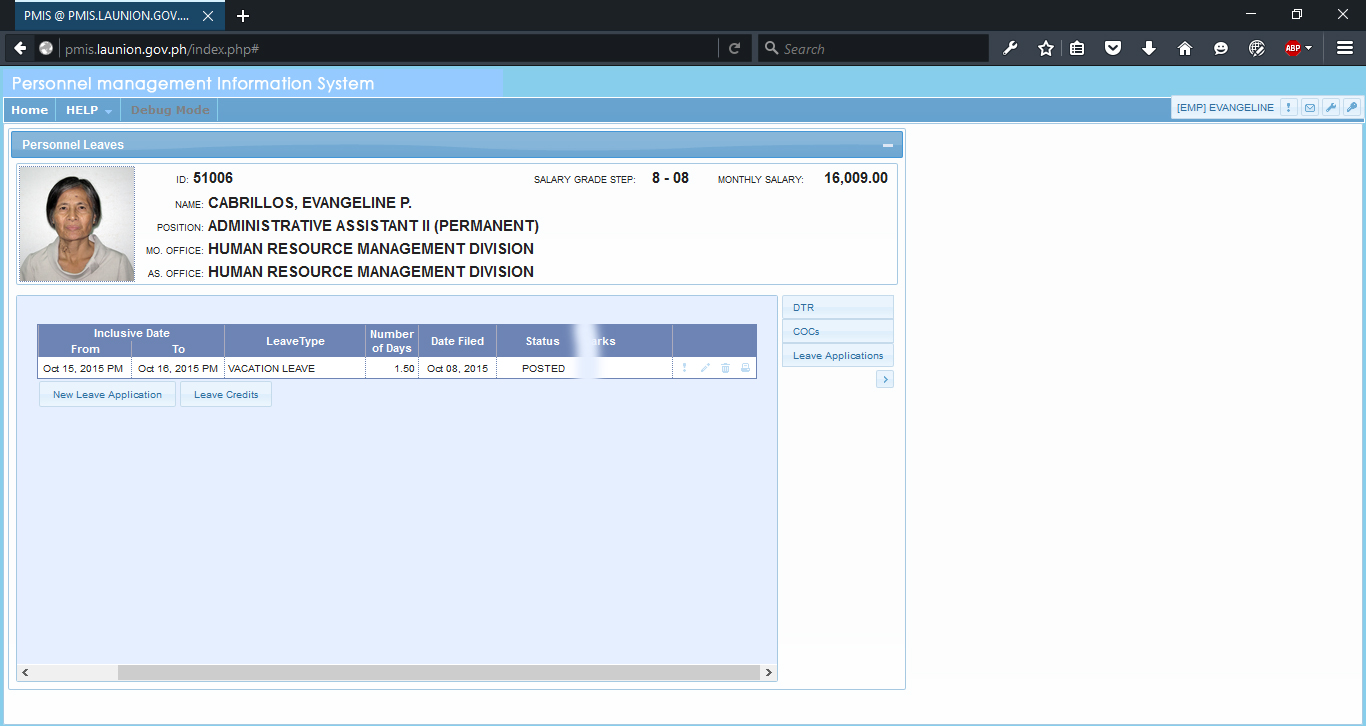 PMIS @ PMIS.LAUNION.GOV....
pmis.launion.gov.ph/index.php#
Search
ABP
Personnel management Information System
Home HELP Debug Mode
[EMP] EVANGELINE
Personnel Leaves
ID: 51006 SALARY GRADE STEP: 8 - 08 MONTHLY SALARY: 16,009.00
NAME: CABRILLOS, EVANGELINE P.
POSITION: ADMINISTRATIVE ASSISTANT II (PERMANENT)
MO. OFFICE: HUMAN RESOURCE MANAGEMENT DIVISION
AS. OFFICE: HUMAN RESOURCE MANAGEMENT DIVISION
Inclusive Date
From To
LeaveType
Number
of Days
Date Filed
Status
Oct 15, 2015 PM Oct 16, 2015 PM VACATION LEAVE 1.50 Oct 08, 2015 POSTED
New Leave Application Leave Credits
DTR
COCs
Leave Applications